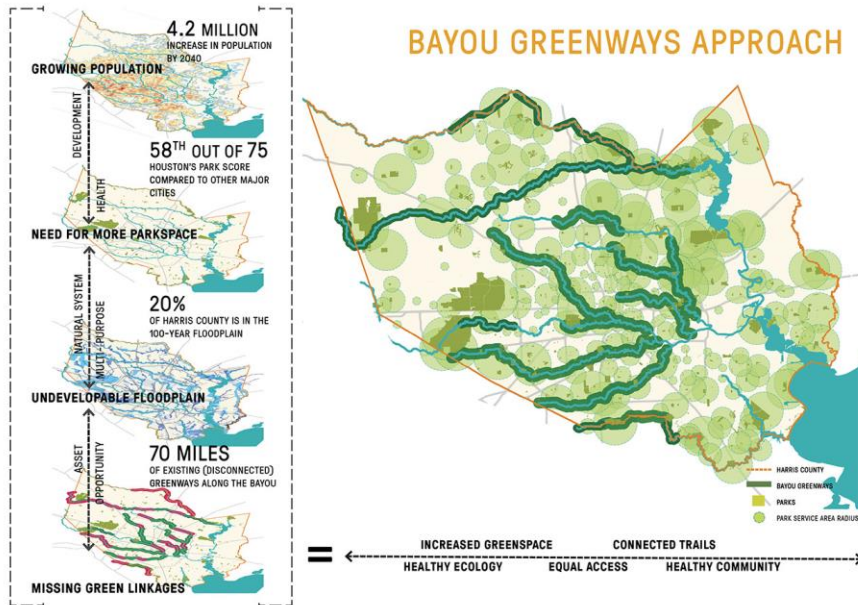 BAYOU GREENWAYS APPROACH
4.2 MILLION
INCREASE IN POPULATION
BY 2040
GROWING POPULATION
DEVELOPMENT
HEALTH
58TH OUT OF 75
HOUSTON'S PARK SCORE
COMPARED TO OTHER MAJOR
CITIES
NEED FOR MORE PARKSPACE
NATURAL SYSTEM
MULTI-PURPOSE
20%
OF HARRIS COUNTY IS IN THE
100-YEAR FLOODPLAIN
UNDEVELOPABLE FLOODPLAIN
ASSET
OPPORTUNITY
70 MILES
OF EXISTING (DISCONNECTED)
GREENWAYS ALONG THE BAYOU
MISSING GREEN LINKAGES
HARRIS COUNTY
BAYOU GREENWAYS
PARKS
PARK SERVICE AREA RADIUS
=
INCREASED GREENSPACE CONNECTED TRAILS
HEALTHY ECOLOGY EQUAL ACCESS HEALTHY COMMUNITY